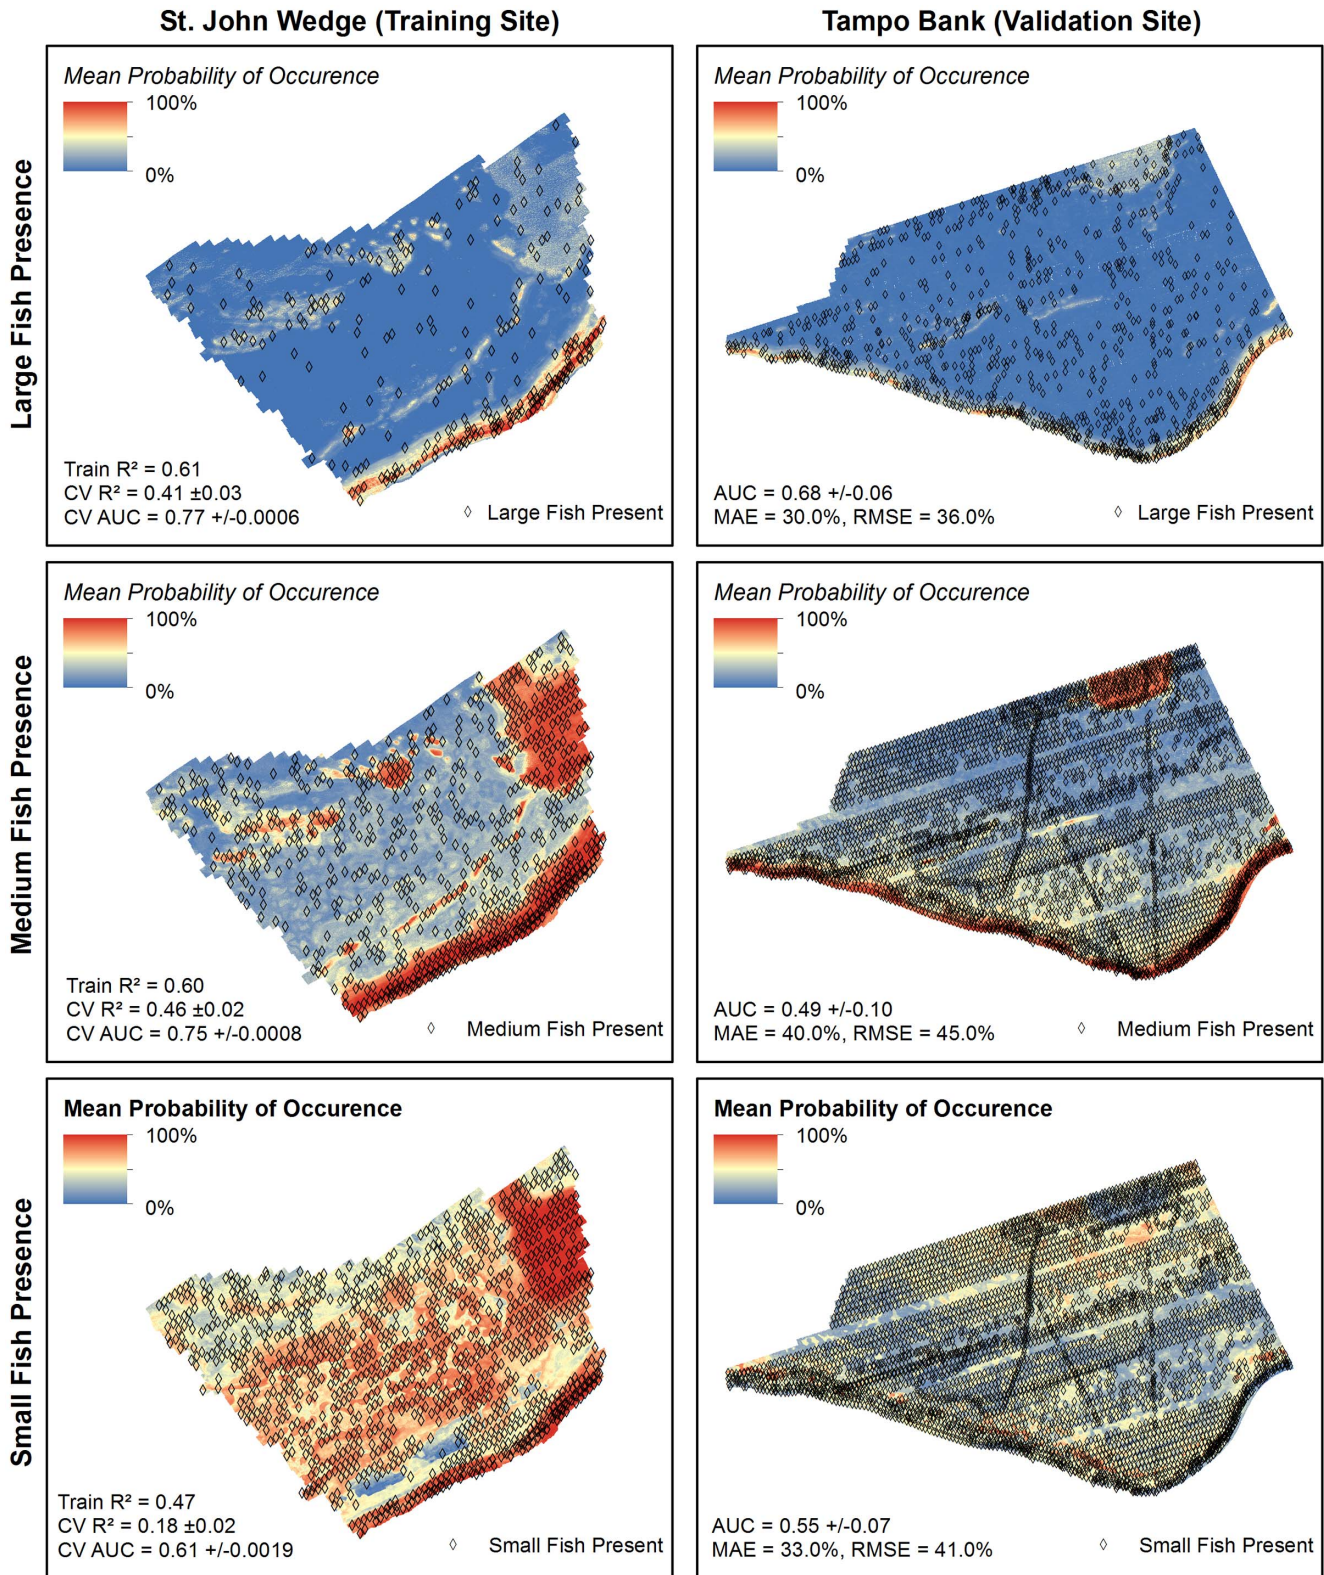 St. John Wedge (Training Site)
Tampo Bank (Validation Site)
Large Fish Presence
Mean Probability of Occurence
100%
0%
Train R² = 0.61
CV R² = 0.41 ±0.03
CV AUC = 0.77 +/-0.0006
◊ Large Fish Present
Mean Probability of Occurence
100%
0%
AUC = 0.68 +/-0.06
MAE = 30.0%, RMSE = 36.0%
◊ Large Fish Present
Medium Fish Presence
Mean Probability of Occurence
100%
0%
Train R² = 0.60
CV R² = 0.46 ±0.02
CV AUC = 0.75 +/-0.0008
◊ Medium Fish Present
Mean Probability of Occurence
100%
0%
AUC = 0.49 +/-0.10
MAE = 40.0%, RMSE = 45.0%
◊ Medium Fish Present
Small Fish Presence
Mean Probability of Occurence
100%
0%
Train R² = 0.47
CV R² = 0.18 ±0.02
CV AUC = 0.61 +/-0.0019
◊ Small Fish Present
Mean Probability of Occurence
100%
0%
AUC = 0.55 +/-0.07
MAE = 33.0%, RMSE = 41.0%
◊ Small Fish Present